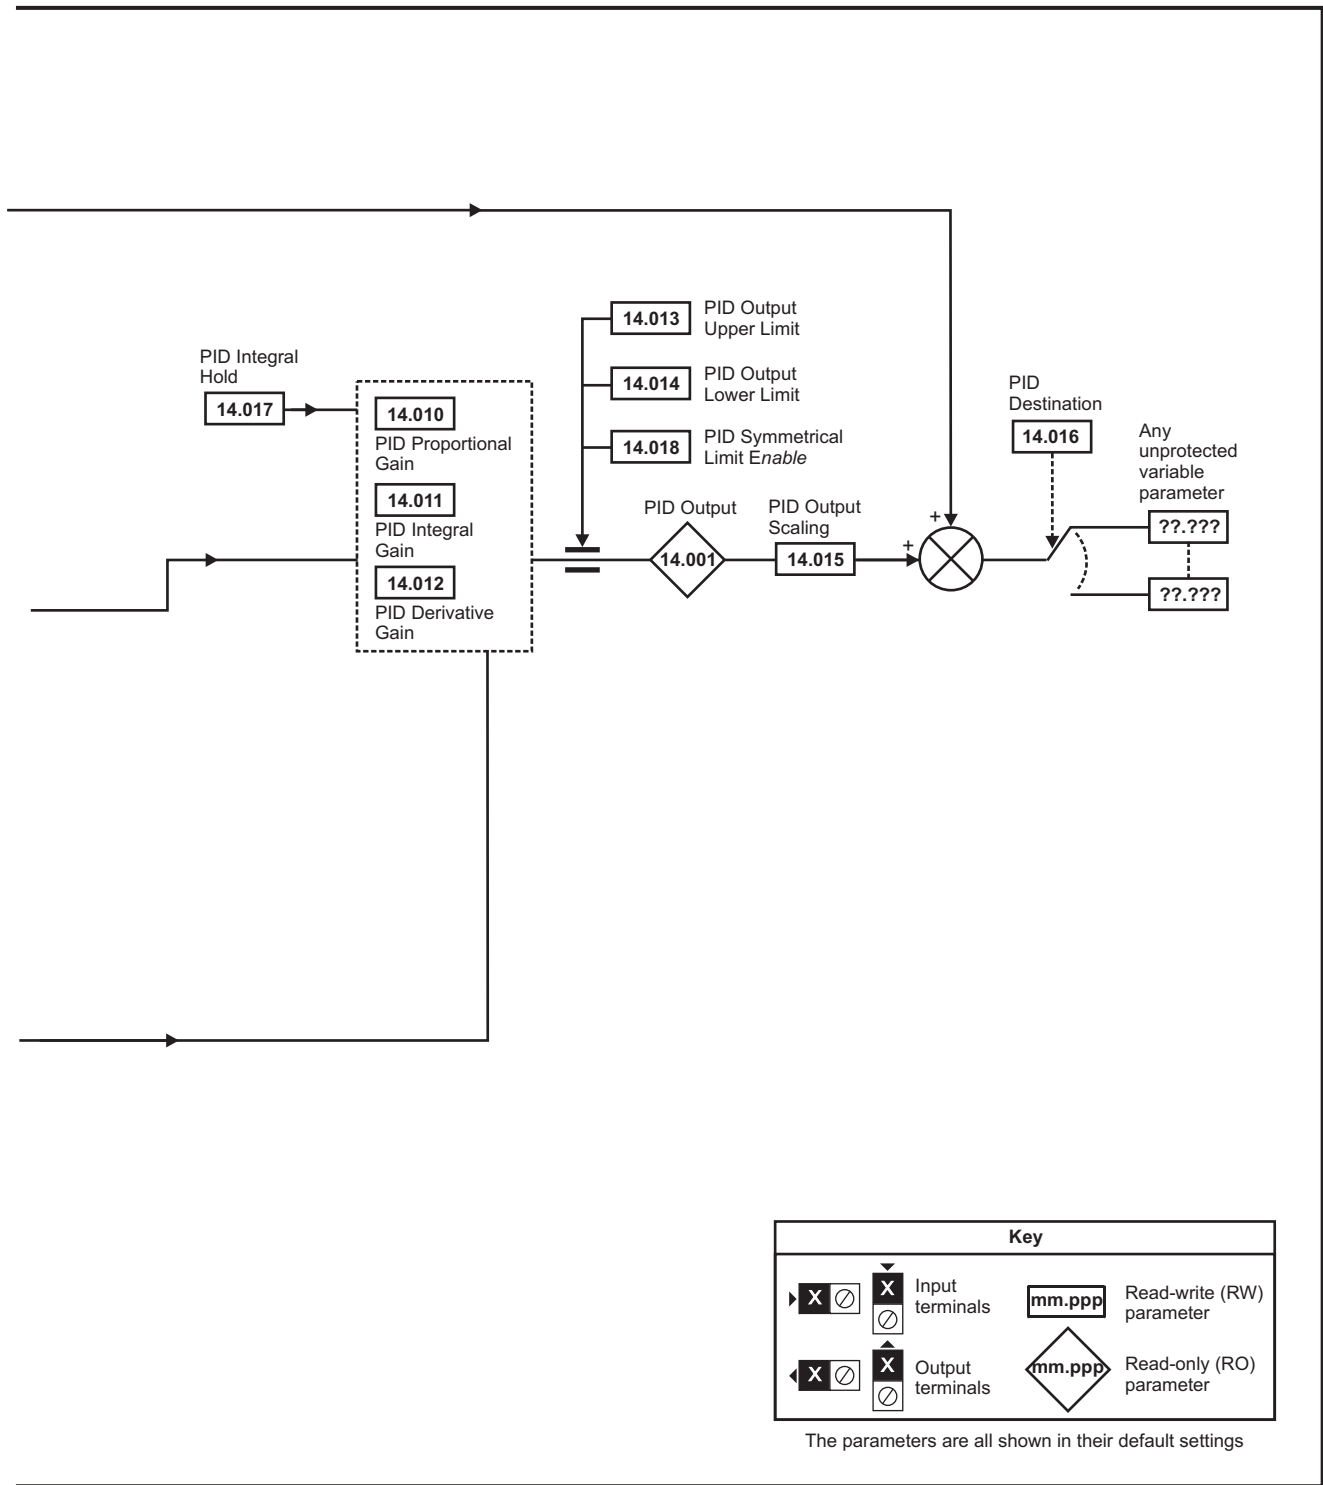 PID Integral
Hold
14.017
14.010
PID Proportional
Gain
14.011
PID Integral
Gain
14.012
PID Derivative
Gain
14.013
PID Output
Upper Limit
14.014
PID Output
Lower Limit
14.018
PID Symmetrical
Limit Enable
PID Output
14.001
PID Output
Scaling
14.015
+
+
PID
Destination
14.016
Any
unprotected
variable
parameter
??.???
??.???
Key
X
X
Input
terminals
mm.ppp
Read-write (RW)
parameter
X
X
Output
terminals
mm.ppp
Read-only (RO)
parameter
The parameters are all shown in their default settings